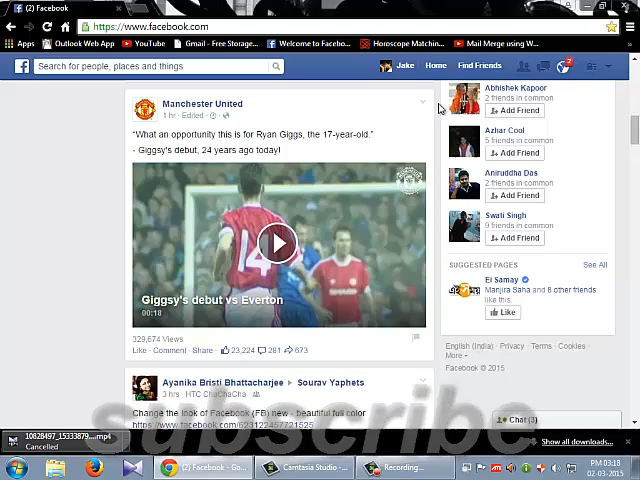 (2) Facebook
https://www.facebook.com
Apps
Outlook Web App
YouTube
Gmail - Free Storage...
Welcome to Facebook...
Horoscope Matchin...
Mail Merge using W...
Search for people, places and things
Jake
Home
Find Friends
2
Manchester United
1 hr · Edited ·
“What an opportunity this is for Ryan Giggs, the 17-year-old.”
- Giggsy's debut, 24 years ago today!
14
Giggsy's debut vs Everton
00:18
329,674 Views
Like · Comment · Share · 23,224 261 673
Ayanika Bristi Bhattacharjee ▸ Sourav Yaphets
3 hrs · HTC ChaChaCha ·
Change the look of Facebook (FB) new - beautiful full color
https://www.facebook.com/623122457721525
Abhishek Kapoor
2 friends in common
Add Friend
Azhar Cool
5 friends in common
Add Friend
Aniruddha Das
2 friends in common
Add Friend
Swati Singh
9 friends in common
Add Friend
SUGGESTED PAGES
See All
Ei Samay
Manjira Saha and 8 other friends
like this.
Like
English (India) · Privacy · Terms · Cookies ·
More
Facebook © 2015
Chat (3)
subscribe
10828497_15333879....mp4
Cancelled
Show all downloads...
(2) Facebook - Go...
Camtasia Studio - ...
Recording...
PM 03:18
02-03-2015